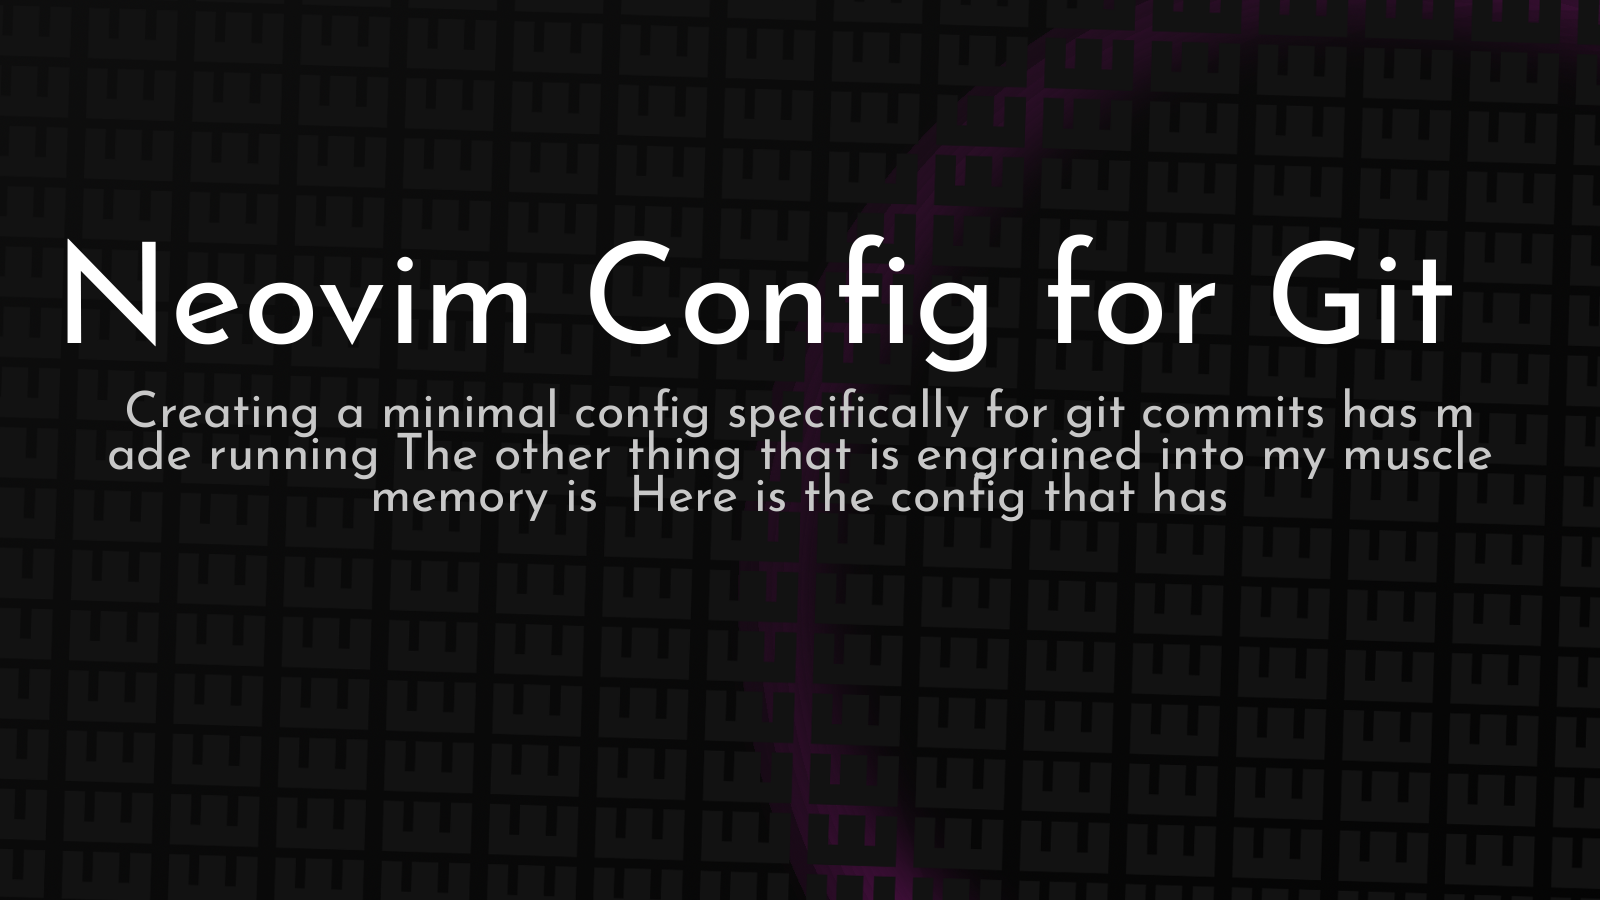 Neovim Config for Git
Creating a minimal config specifically for git commits has m
ade running The other thing that is engrained into my muscle
memory is  Here is the config that has